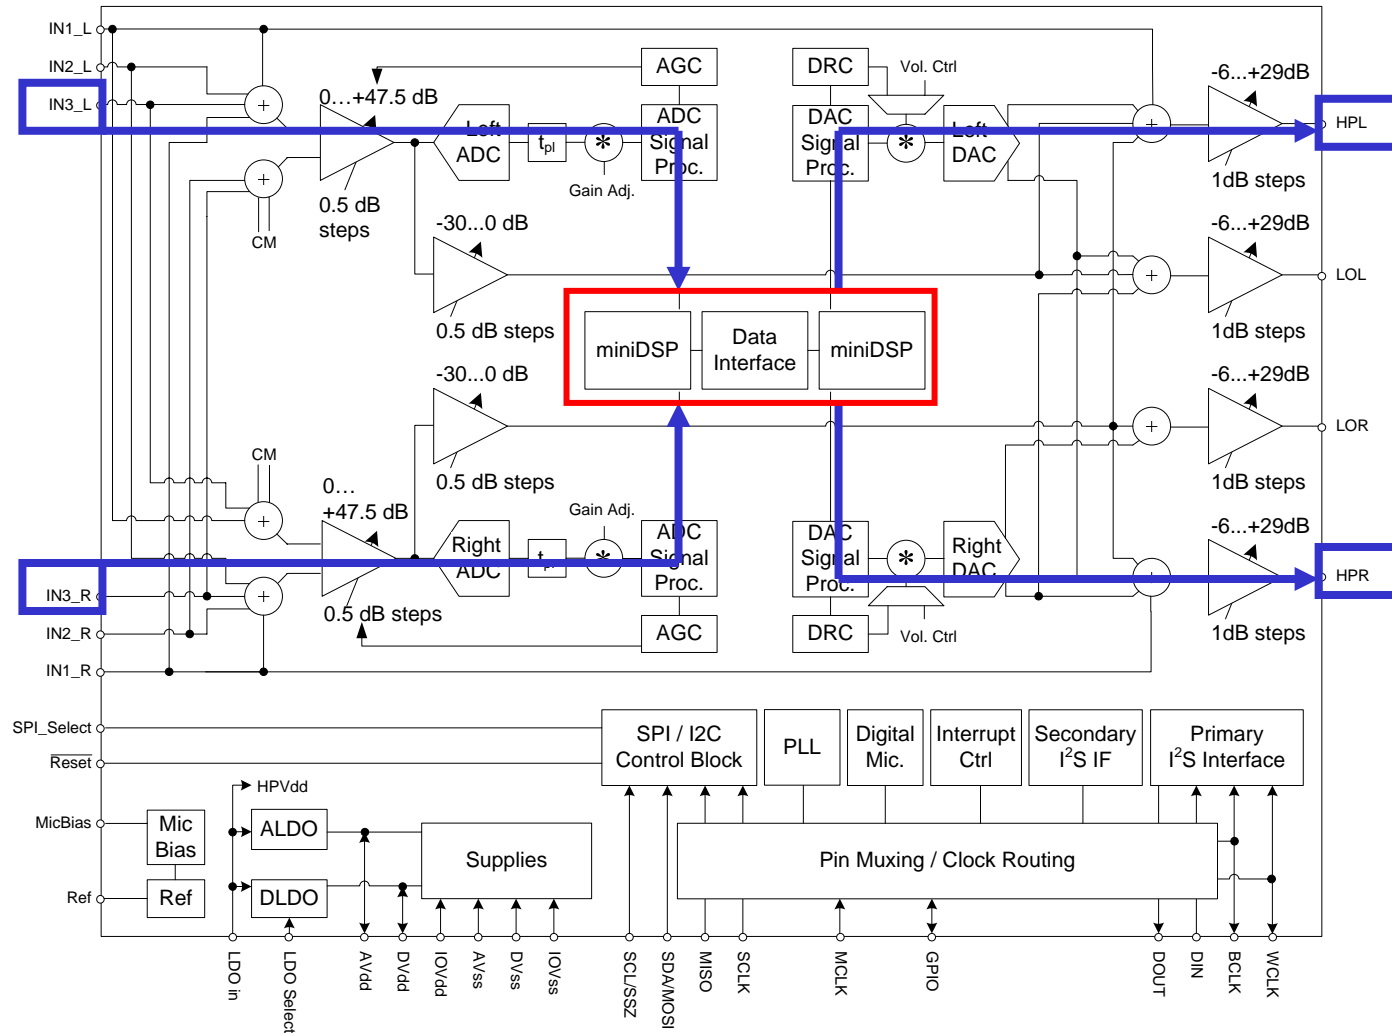 IN1_L
IN2_L
IN3_L
AGC
DRC
Vol. Ctrl
-6...+29dB
0…+47.5 dB
+
Left
ADC
tpl
*
ADC
Signal
Proc.
DAC
Signal
Proc.
*
Left
DAC
+
HPL
Gain Adj.
1dB steps
+
CM
0.5 dB
steps
-30...0 dB
-6...+29dB
+
LOL
0.5 dB steps
1dB steps
miniDSP
Data
Interface
miniDSP
-30...0 dB
-6...+29dB
+
LOR
CM
0.5 dB steps
1dB steps
0…
+47.5 dB
Gain Adj.
-6...+29dB
+
Right
ADC
tpl
*
ADC
Signal
Proc.
DAC
Signal
Proc.
*
Right
DAC
+
HPR
IN3_R
+
0.5 dB steps
IN2_R
AGC
DRC
Vol. Ctrl
1dB steps
IN1_R
SPI_Select
Reset
SPI / I2C
Control Block
PLL
Digital
Mic.
Interrupt
Ctrl
Secondary
I2S IF
Primary
I2S Interface
HPVdd
MicBias
Mic
Bias
ALDO
Supplies
Pin Muxing / Clock Routing
Ref
Ref
DLDO
LDO in
LDO Select
AVdd
DVdd
IOVdd
AVss
DVss
IOVss
SCL/SSZ
SDA/MOSI
MISO
SCLK
MCLK
GPIO
DOUT
DIN
BCLK
WCLK